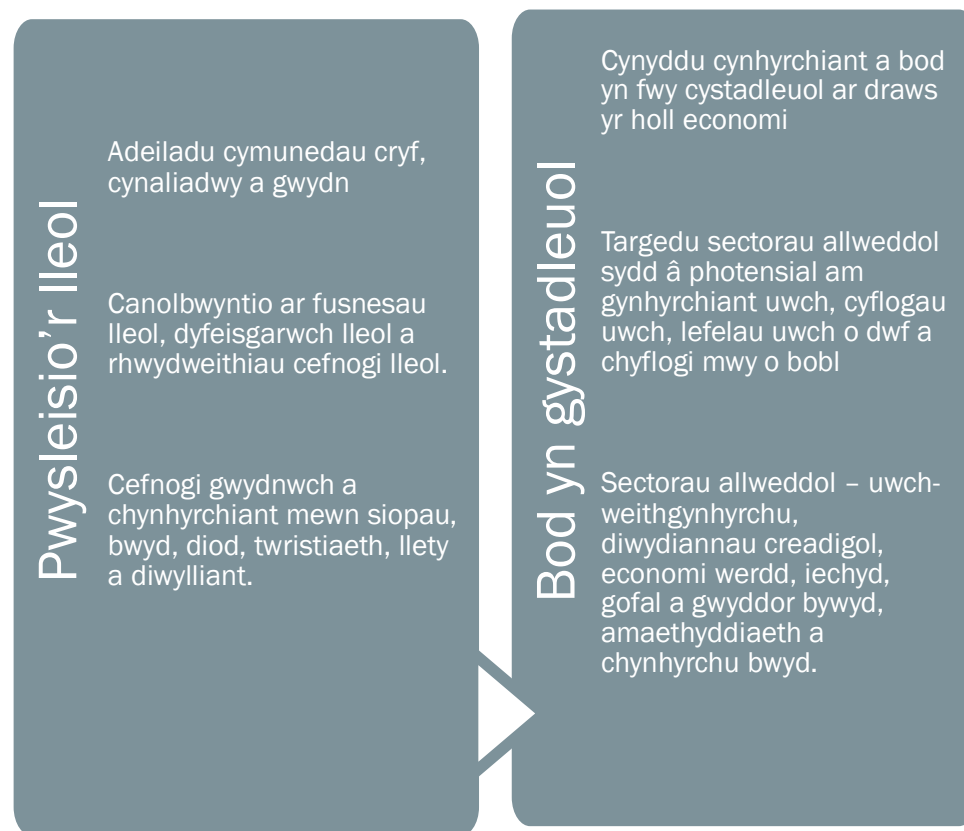 Pwysleisio’r lleol
Adeiladu cymunedau cryf,
cynaliadwy a gwydn
Canolbwyntio ar fusnesau
lleol, dyfeisgarwch lleol a
rhwydweithiau cefnogi lleol.
Cefnogi gwydnwch a
chynhyrchiant mewn siopau,
bwyd, diod, twristiaeth, llety
a diwylliant.
Bod yn gystadleuol
Cynyddu cynhyrchiant a bod
yn fwy cystadleuol ar draws
yr holl economi
Targedu sectorau allweddol
sydd â photensial am
gynhyrchiant uwch, cyflogau
uwch, lefelau uwch o dwf a
chyflogi mwy o bobl
Sectorau allweddol – uwch-
weithgynhyrchu,
diwydiannau creadigol,
economi werdd, iechyd,
gofal a gwyddor bywyd,
amaethyddiaeth a
chynhyrchu bwyd.